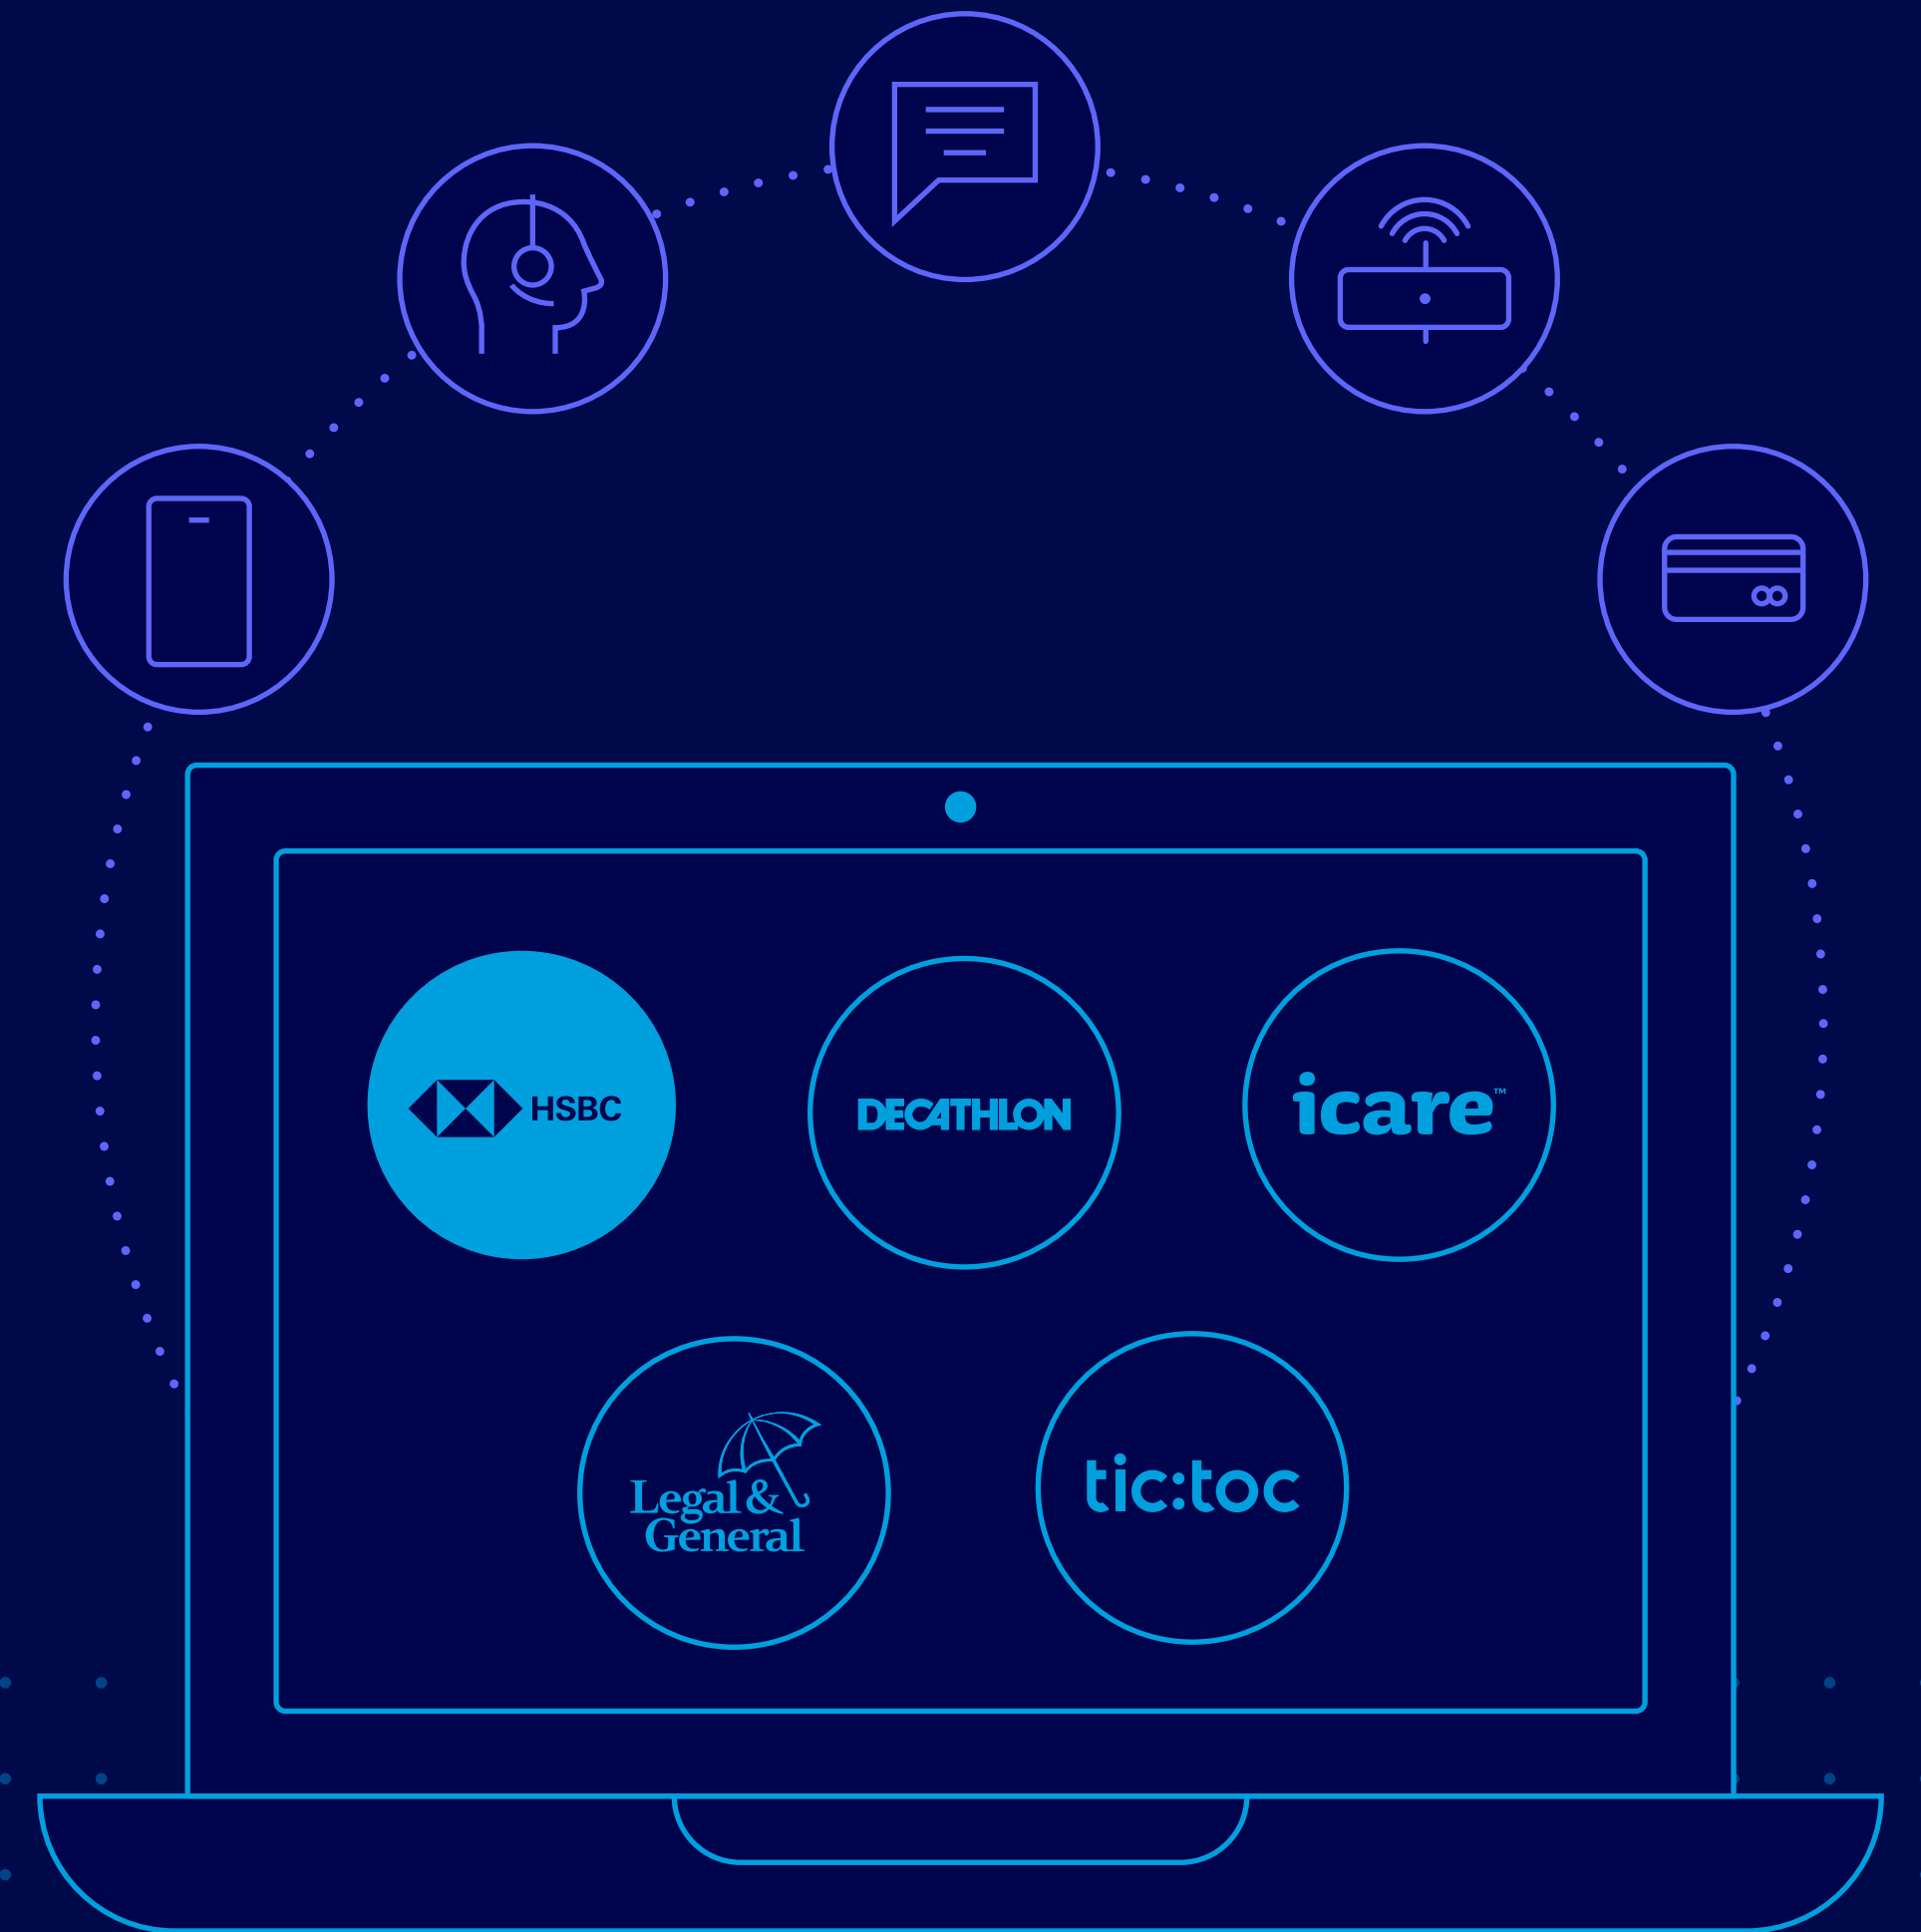 HSBC
DECATHLON
icare™
Legal &
General
tic:toc